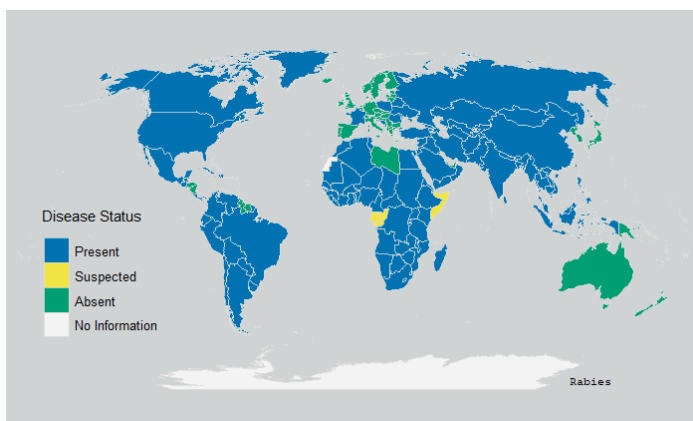 Disease Status
Present
Suspected
Absent
No Information
Rabies